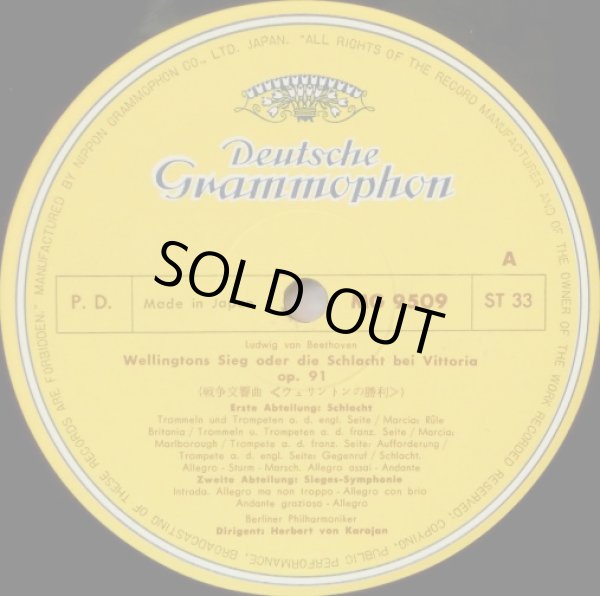 MANUFACTURED BY NIPPON GRAMMOPHON CO., LTD. JAPAN. "ALL RIGHTS OF THE RECORD MANUFACTURER AND OF THE OWNER OF THE WORK RECORDED RESERVED. COPYING, PUBLIC PERFORMANCE, BROADCASTING OF THESE RECORDS ARE FORBIDDEN."
Deutsche
Grammophon
A
P. D. Made in 9509 ST 33
SOLD OUT
Ludwig van Beethoven
Wellingtons Sieg oder die Schlacht bei Vittoria
op. 91
(戦争交響曲 ≪ウェリントンの勝利≫)
Erste Abteilung: Schlacht
Trommeln und Trompeten a. d. engl. Seite / Marcia: Rûle
Britania / Trommeln u. Trompeten a. d. franz. Seite / Marcia:
Marlborough / Trompete a. d. franz. Seite: Aufforderung /
Trompete a. d. engl. Seite: Gegenruf / Schlacht.
Allegro - Sturm - Marsch. Allegro assai - Andante
Zweite Abteilung: Sieges-Symphonie
Intrada. Allegro ma non troppo - Allegro con brio
Andante grazioso - Allegro
Berliner Philharmoniker
Dirigent: Herbert von Karajan